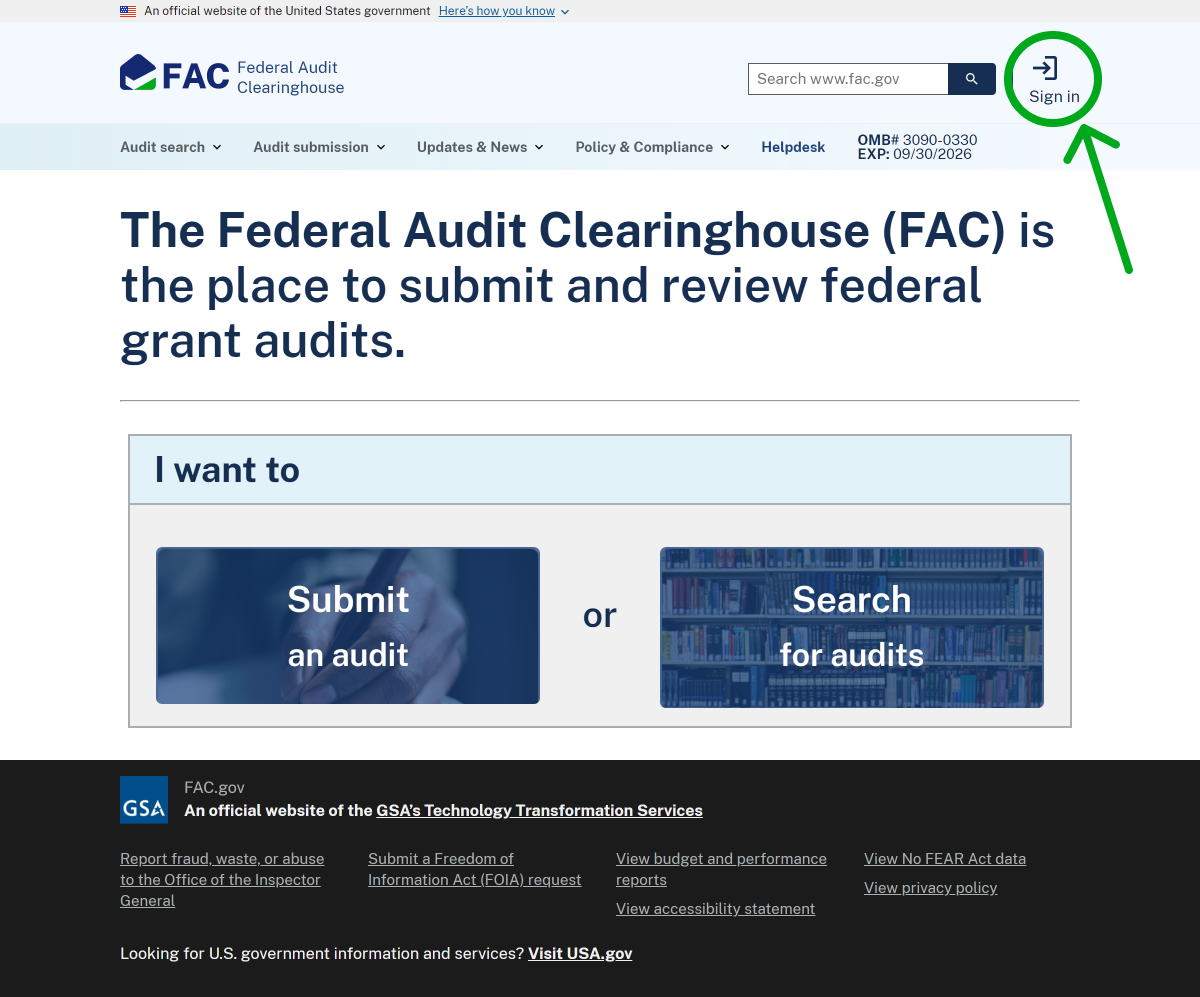 An official website of the United States government Here's how you know
FAC Federal Audit
Clearinghouse
Search www.fac.gov
Sign in
Audit search Audit submission Updates & News Policy & Compliance Helpdesk OMB# 3090-0330
EXP: 09/30/2026
The Federal Audit Clearinghouse (FAC) is
the place to submit and review federal
grant audits.
I want to
Submit
an audit
or
Search
for audits
GSA
FAC.gov
An official website of the GSA's Technology Transformation Services
Report fraud, waste, or abuse
to the Office of the Inspector
General
Submit a Freedom of
Information Act (FOIA) request
View budget and performance
reports
View accessibility statement
View No FEAR Act data
View privacy policy
Looking for U.S. government information and services? Visit USA.gov